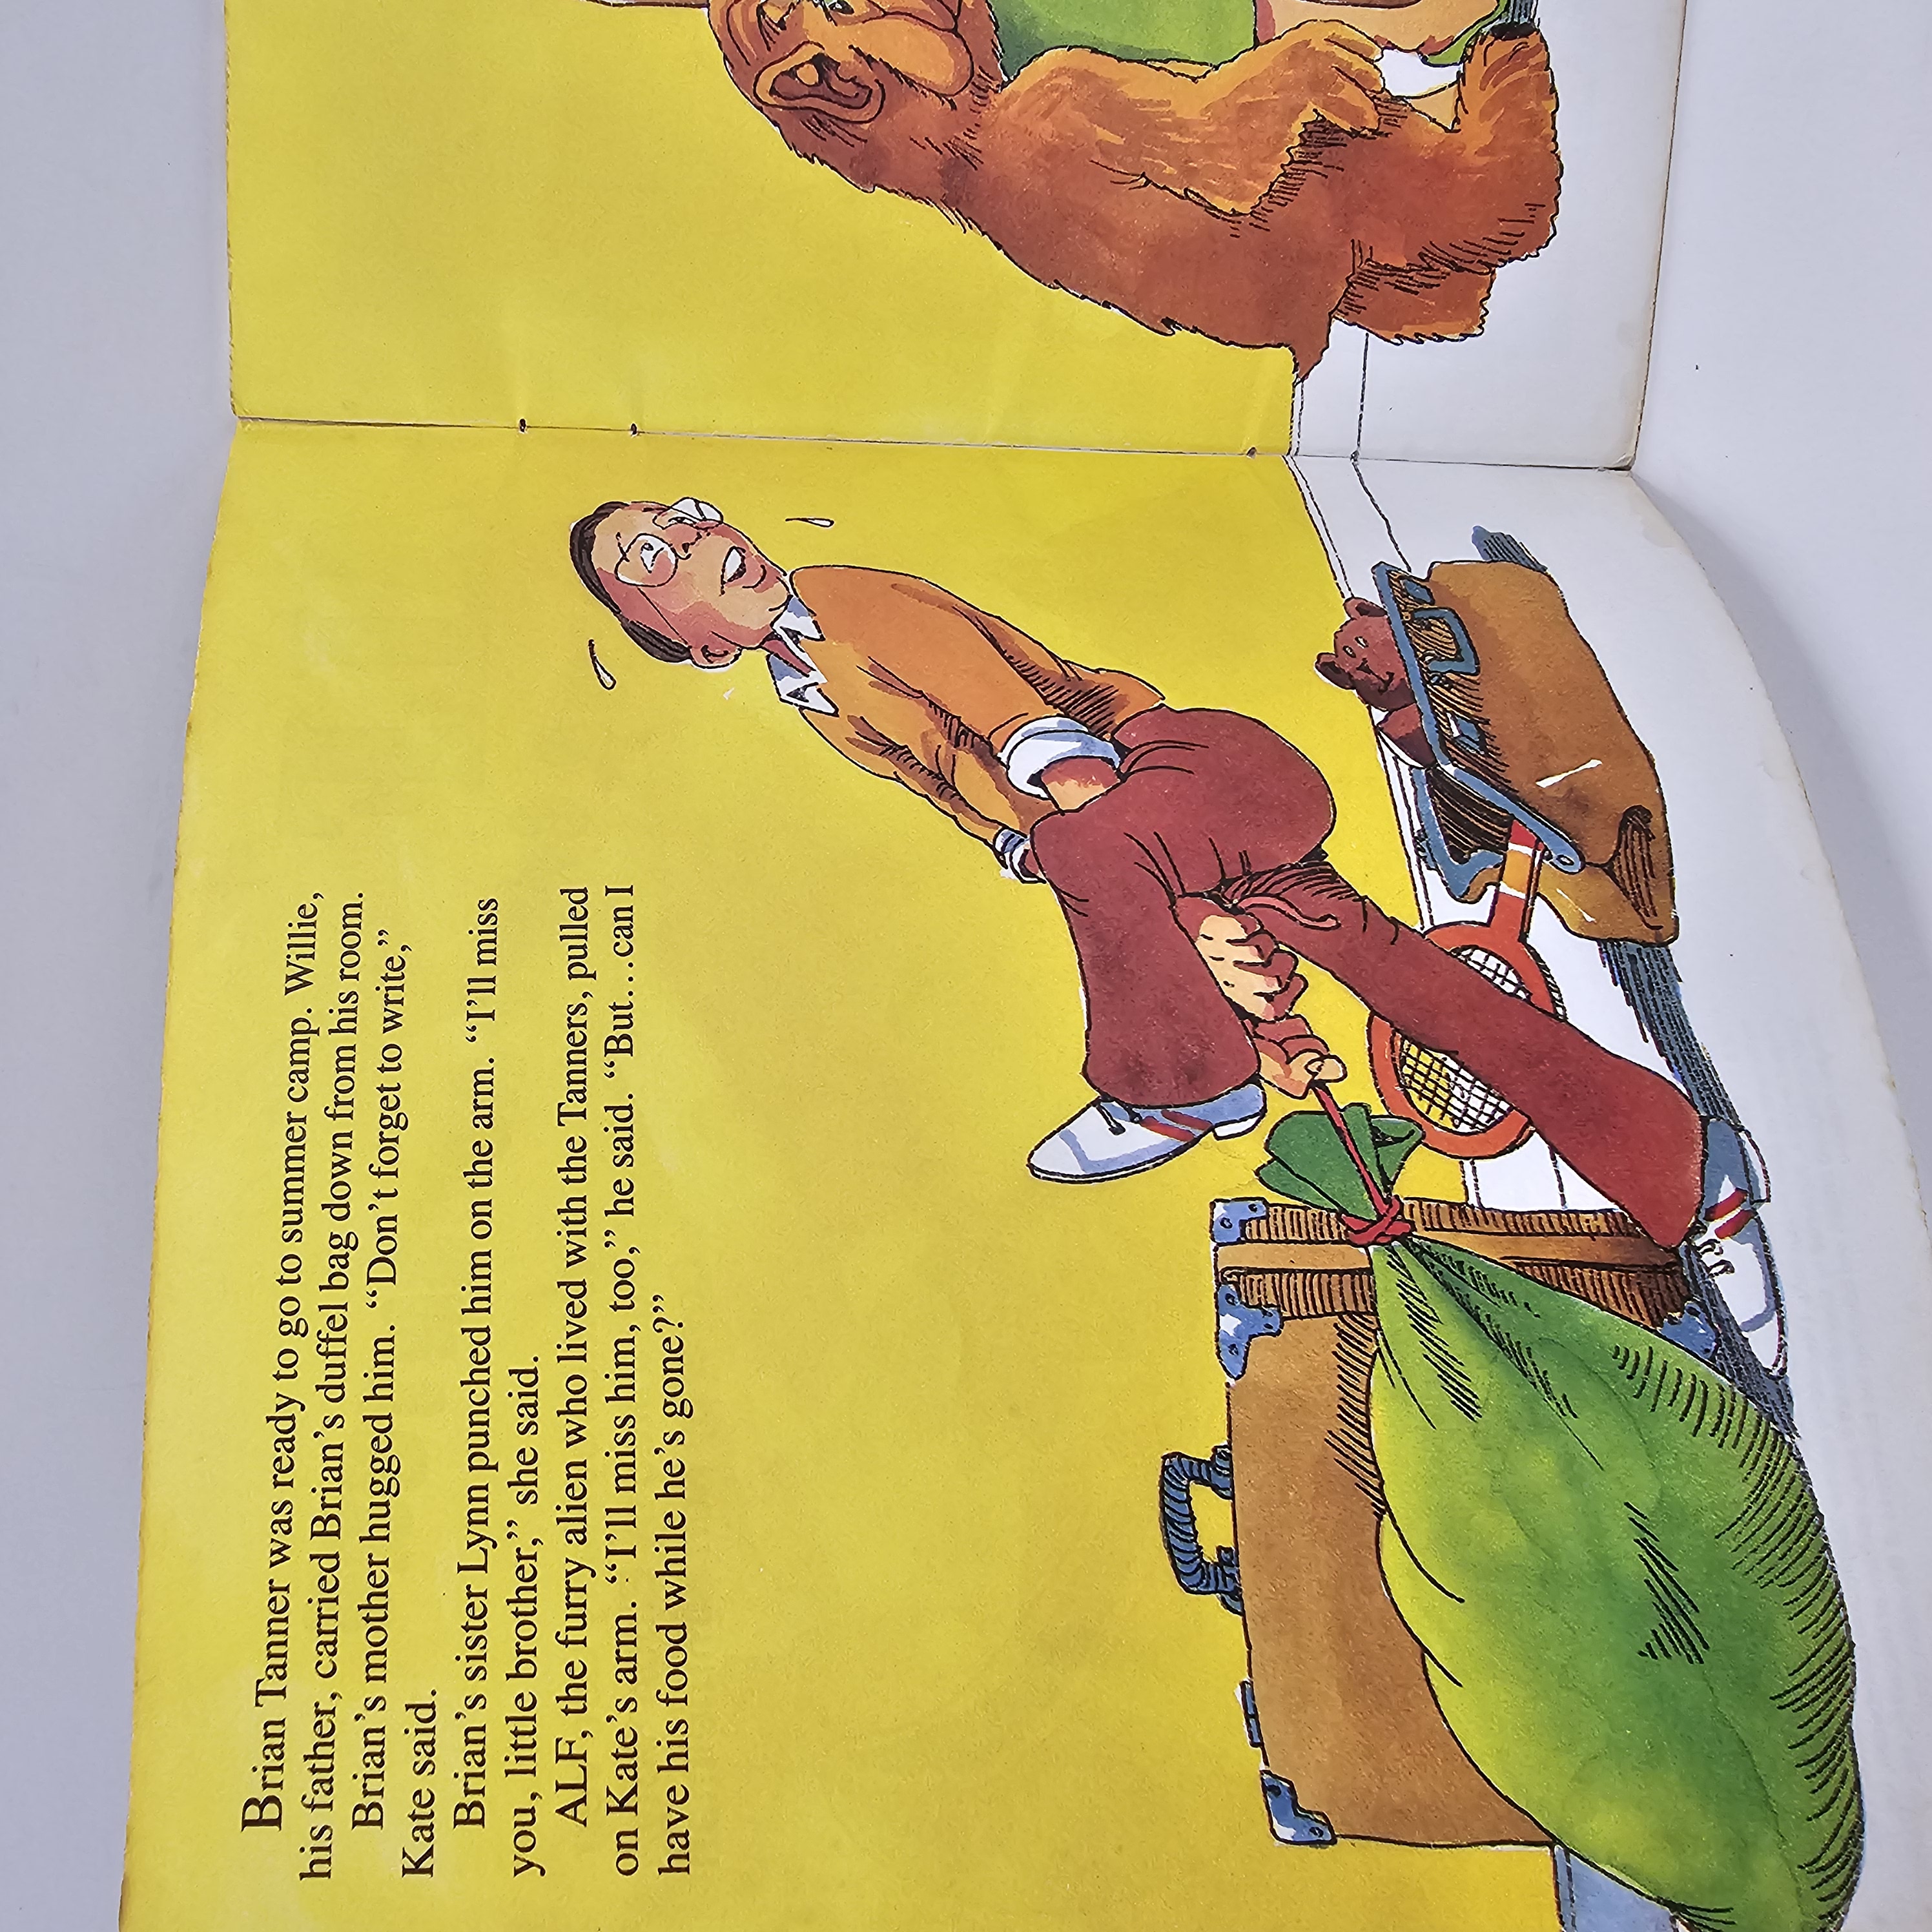 Brian Tanner was ready to go to summer camp. Willie,
his father, carried Brian’s duffel bag down from his room.
Brian’s mother hugged him. “Don’t forget to write,”
Kate said.
Brian’s sister Lynn punched him on the arm. “I’ll miss
you, little brother,” she said.
ALF, the furry alien who lived with the Tanners, pulled
on Kate’s arm. “I’ll miss him, too,” he said. “But...can I
have his food while he’s gone?”